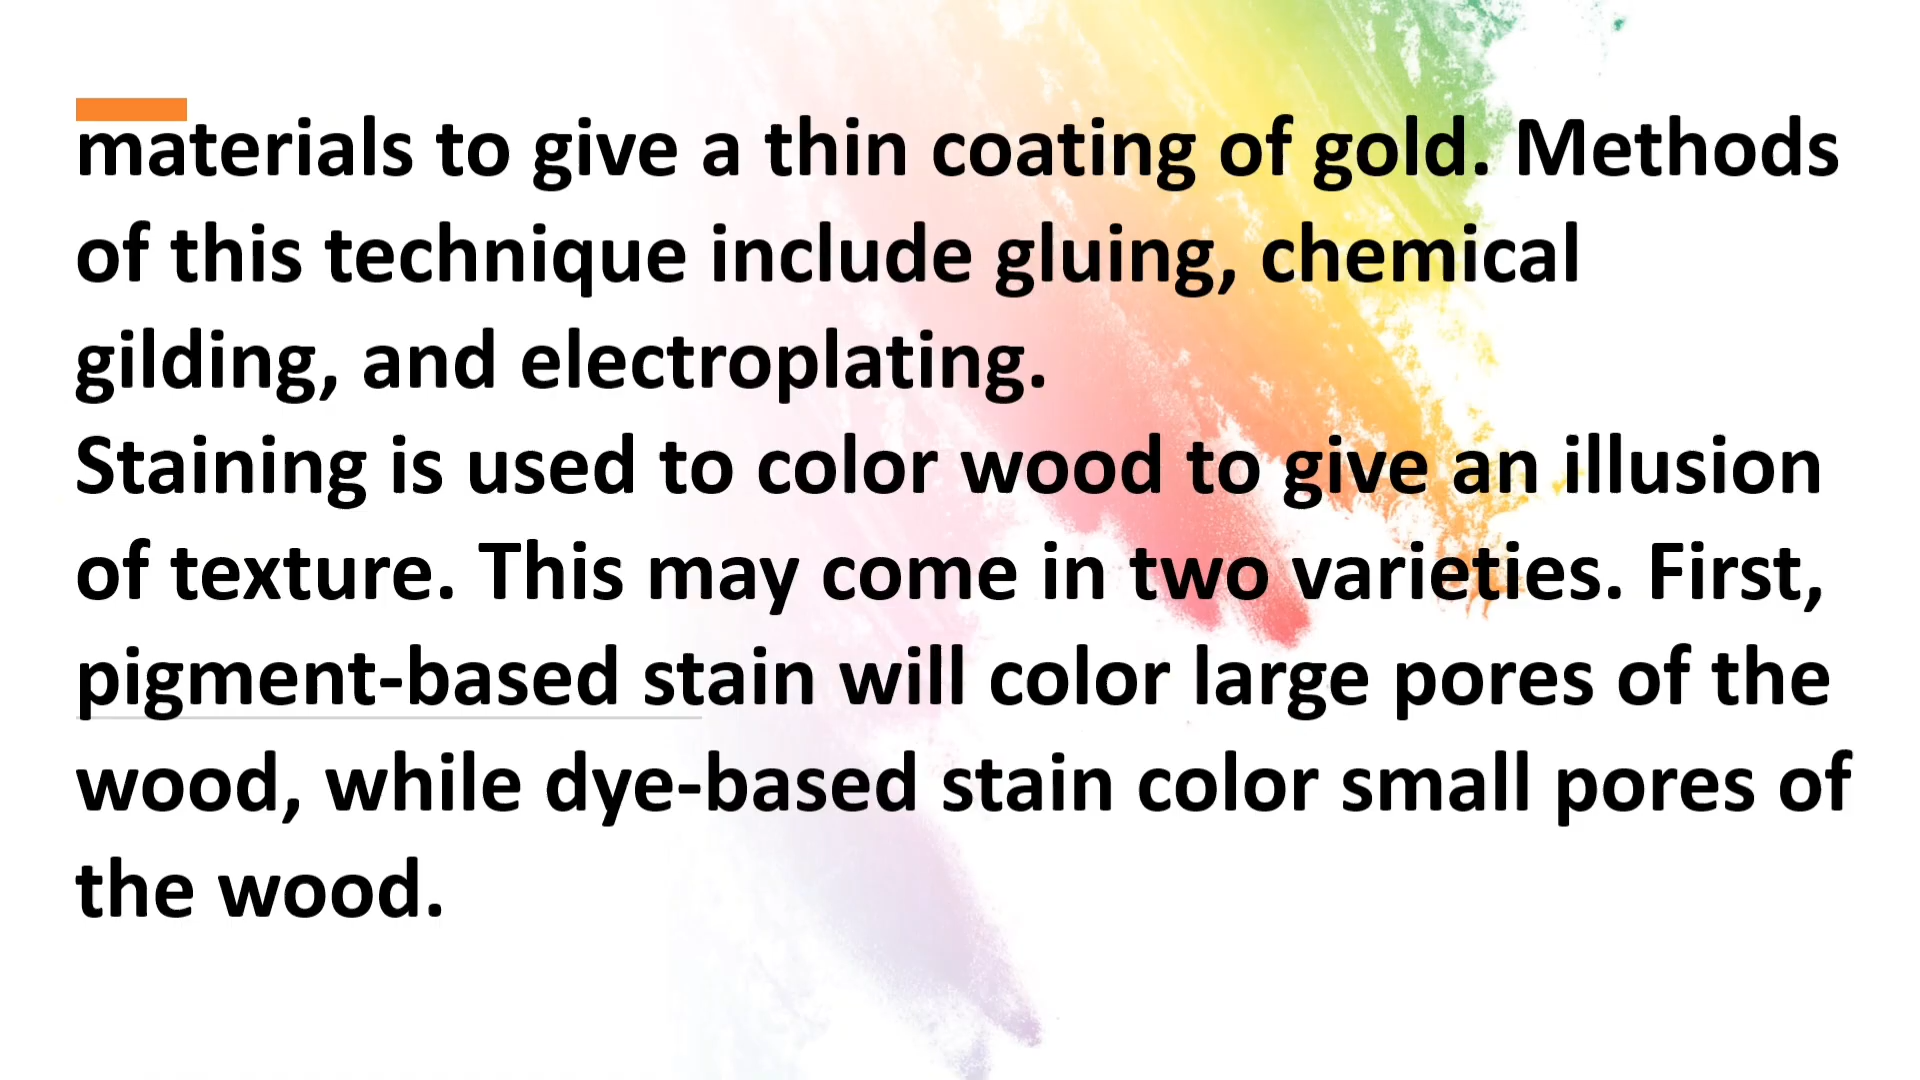 materials to give a thin coating of gold. Methods
of this technique include gluing, chemical
gilding, and electroplating.
Staining is used to color wood to give an illusion
of texture. This may come in two varieties. First,
pigment-based stain will color large pores of the
wood, while dye-based stain color small pores of
the wood.